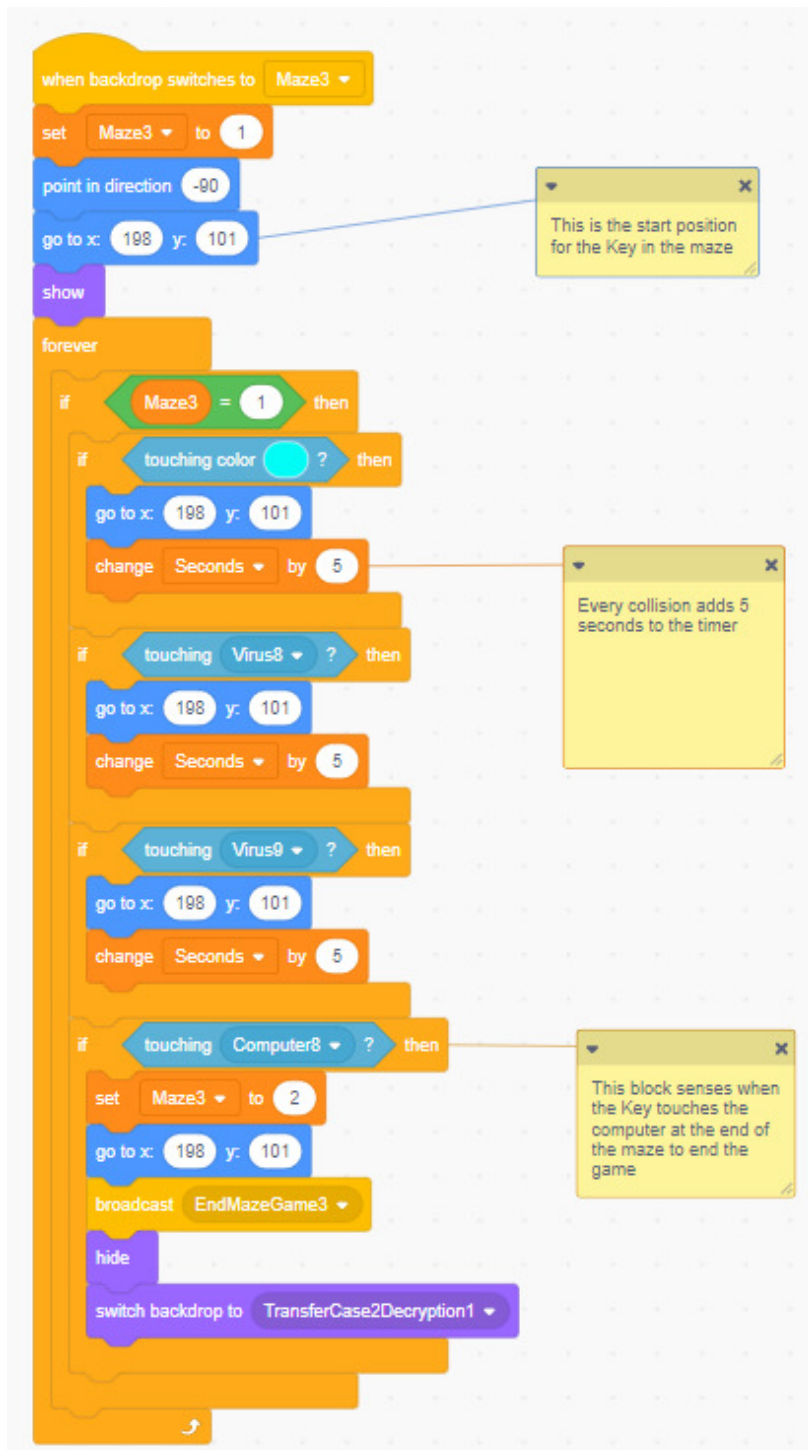 when backdrop switches to Maze3
set Maze3 to 1
point in direction -90
go to x: 198 y: 101
This is the start position
for the Key in the maze
show
forever
if Maze3 = 1 then
if touching color ? then
go to x: 198 y: 101
change Seconds by 5
Every collision adds 5
seconds to the timer
if touching Virus8 ? then
go to x: 198 y: 101
change Seconds by 5
if touching Virus9 ? then
go to x: 198 y: 101
change Seconds by 5
if touching Computer8 ? then
This block senses when
the Key touches the
computer at the end of
the maze to end the
game
set Maze3 to 2
go to x: 198 y: 101
broadcast EndMazeGame3
hide
switch backdrop to TransferCase2Decryption1